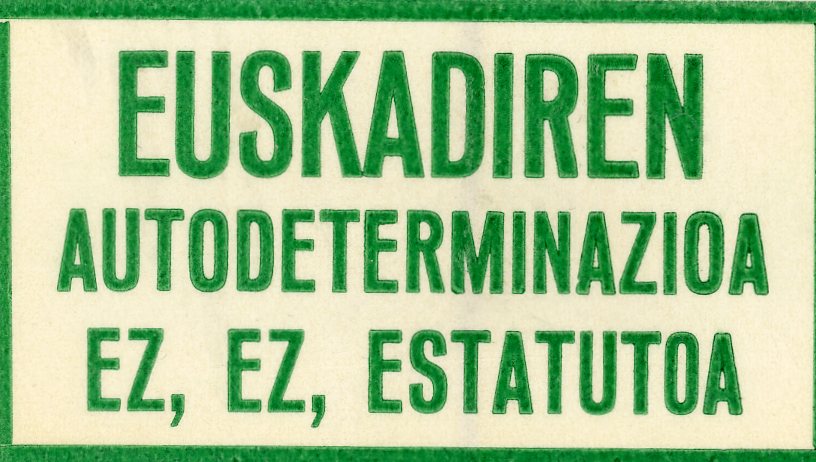 EUSKADIREN
AUTODETERMINAZIOA
EZ, EZ, ESTATUTOA